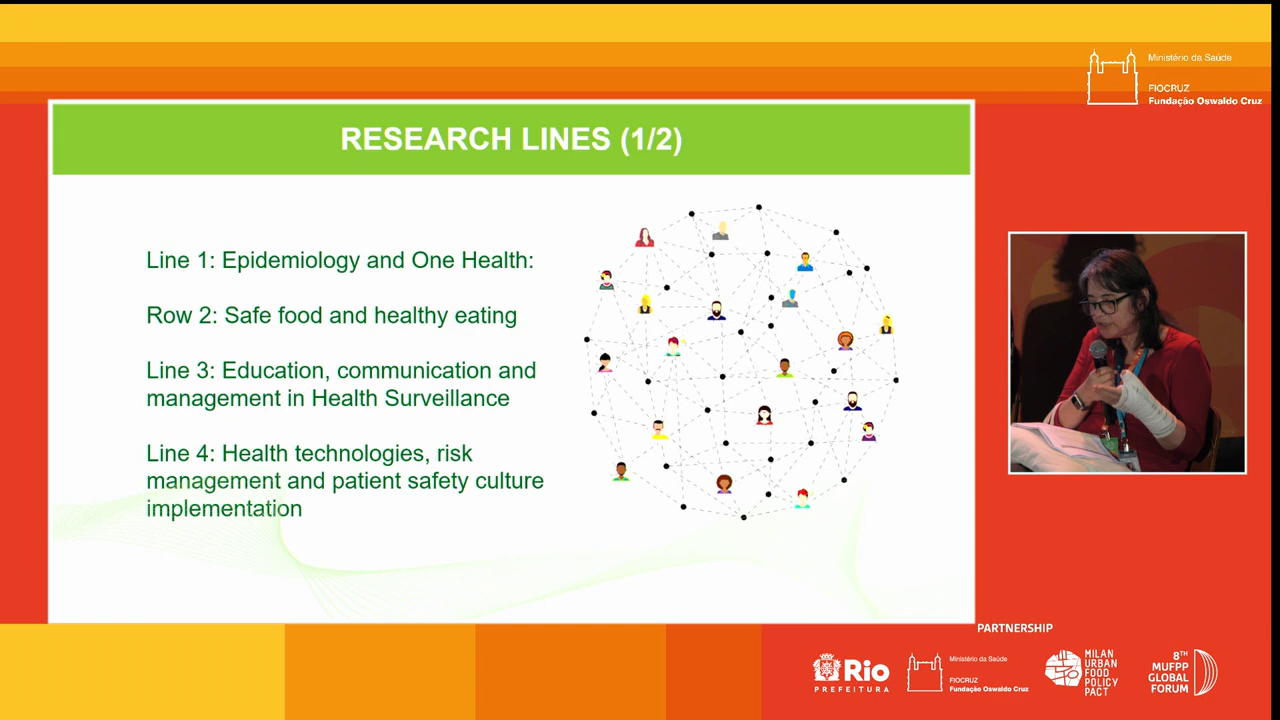 Ministério da Saúde
FIOCRUZ
Fundação Oswaldo Cruz
RESEARCH LINES (1/2)
Line 1: Epidemiology and One Health:
Row 2: Safe food and healthy eating
Line 3: Education, communication and
management in Health Surveillance
Line 4: Health technologies, risk
management and patient safety culture
implementation
PARTNERSHIP
Rio
PREFEITURA
Ministério da Saúde
FIOCRUZ
Fundação Oswaldo Cruz
MILAN
URBAN
FOOD
POLICY
PACT
8TH
MUFPP
GLOBAL
FORUM